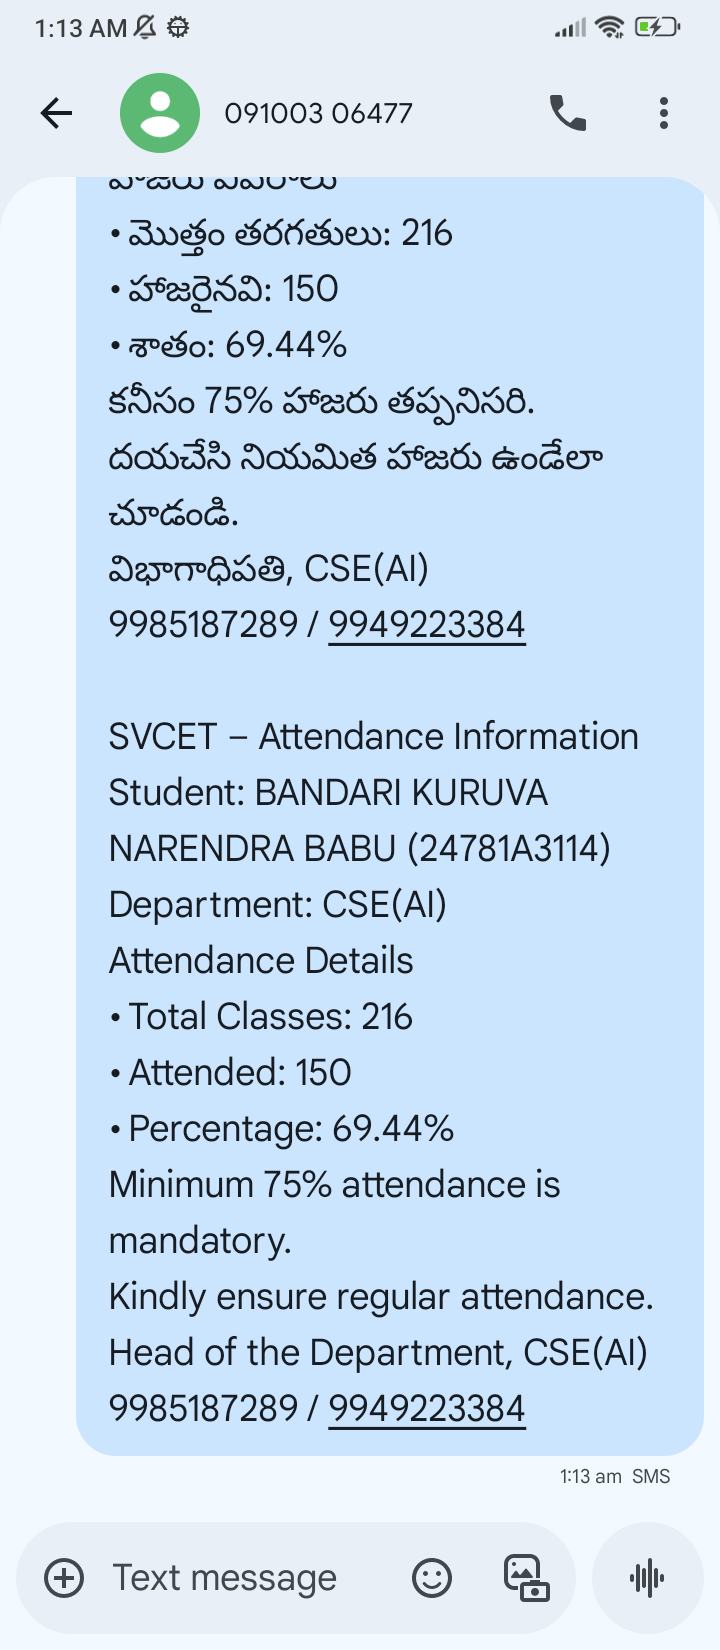 1:13 AM
091003 06477
హాజరు వివరాలు
• మొత్తం తరగతులు: 216
• హాజరైనవి: 150
• శాతం: 69.44%
కనీసం 75% హాజరు తప్పనిసరి.
దయచేసి నియమిత హాజరు ఉండేలా
చూడండి.
విభాగాధిపతి, CSE(AI)
9985187289 / 9949223384
SVCET – Attendance Information
Student: BANDARI KURUVA
NARENDRA BABU (24781A3114)
Department: CSE(AI)
Attendance Details
• Total Classes: 216
• Attended: 150
• Percentage: 69.44%
Minimum 75% attendance is
mandatory.
Kindly ensure regular attendance.
Head of the Department, CSE(AI)
9985187289 / 9949223384
1:13 am SMS
Text message